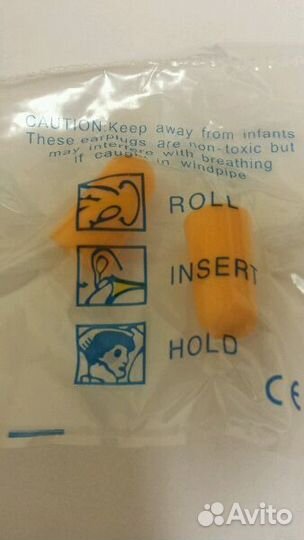 CAUTION:Keep away from infants
These earplugs are non-toxic but
may interfere with breathing
if caught in windpipe
ROLL
INSERT
HOLD
CE
Avito